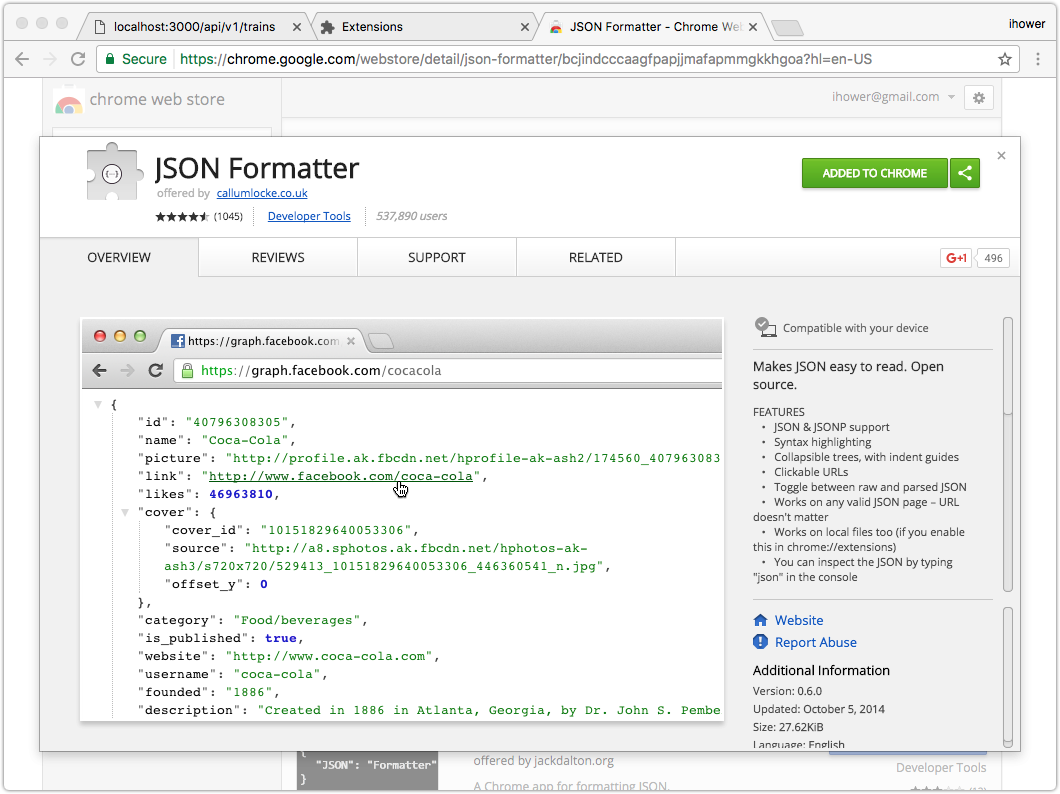 localhost:3000/api/v1/trains
Extensions
JSON Formatter - Chrome We
ihower
Secure
https://chrome.google.com/webstore/detail/json-formatter/bcjindcccaagfpapjjmafapmmgkkhgoa?hl=en-US
chrome web store
ihower@gmail.com
{--}
JSON Formatter
offered by callumlocke.co.uk
(1045)
Developer Tools
537,890 users
ADDED TO CHROME
OVERVIEW
REVIEWS
SUPPORT
RELATED
G+1
496
https://graph.facebook.com
https://graph.facebook.com/cocacola
{
"id": "40796308305",
"name": "Coca-Cola",
"picture": "http://profile.ak.fbcdn.net/hprofile-ak-ash2/174560_407963083
"link": "http://www.facebook.com/coca-cola",
"likes": 46963810,
"cover": {
"cover_id": "10151829640053306",
"source": "http://a8.sphotos.ak.fbcdn.net/hphotos-ak-
ash3/s720x720/529413_10151829640053306_446360541_n.jpg",
"offset_y": 0
},
"category": "Food/beverages",
"is_published": true,
"website": "http://www.coca-cola.com",
"username": "coca-cola",
"founded": "1886",
"description": "Created in 1886 in Atlanta, Georgia, by Dr. John S. Pembe
Compatible with your device
Makes JSON easy to read. Open
source.
FEATURES
• JSON & JSONP support
• Syntax highlighting
• Collapsible trees, with indent guides
• Clickable URLs
• Toggle between raw and parsed JSON
• Works on any valid JSON page – URL
doesn't matter
• Works on local files too (if you enable
this in chrome://extensions)
• You can inspect the JSON by typing
"json" in the console
Website
Report Abuse
Additional Information
Version: 0.6.0
Updated: October 5, 2014
Size: 27.62KiB
Language: English
{
"JSON": "Formatter"
}
offered by jackdalton.org
A Chrome app for formatting JSON.
Developer Tools